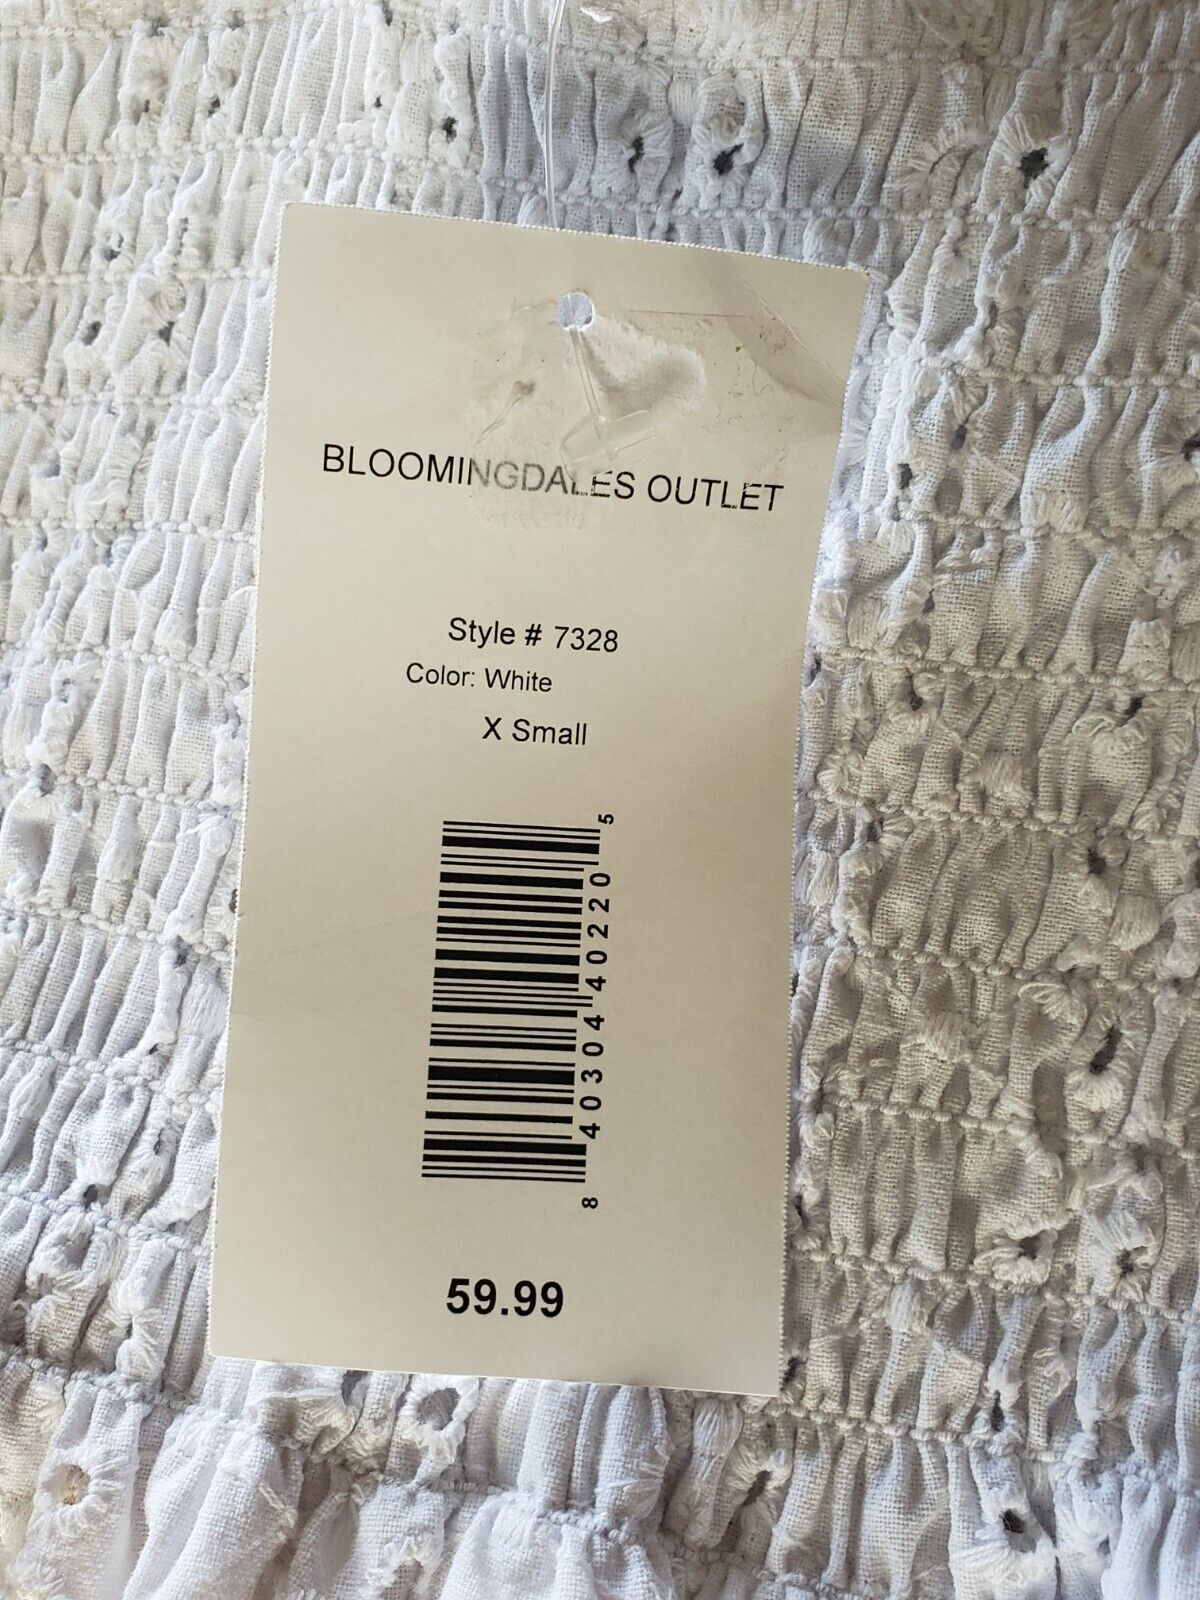 BLOOMINGDALES OUTLET
Style # 7328
Color: White
X Small
8 40304 40220 5
59.99